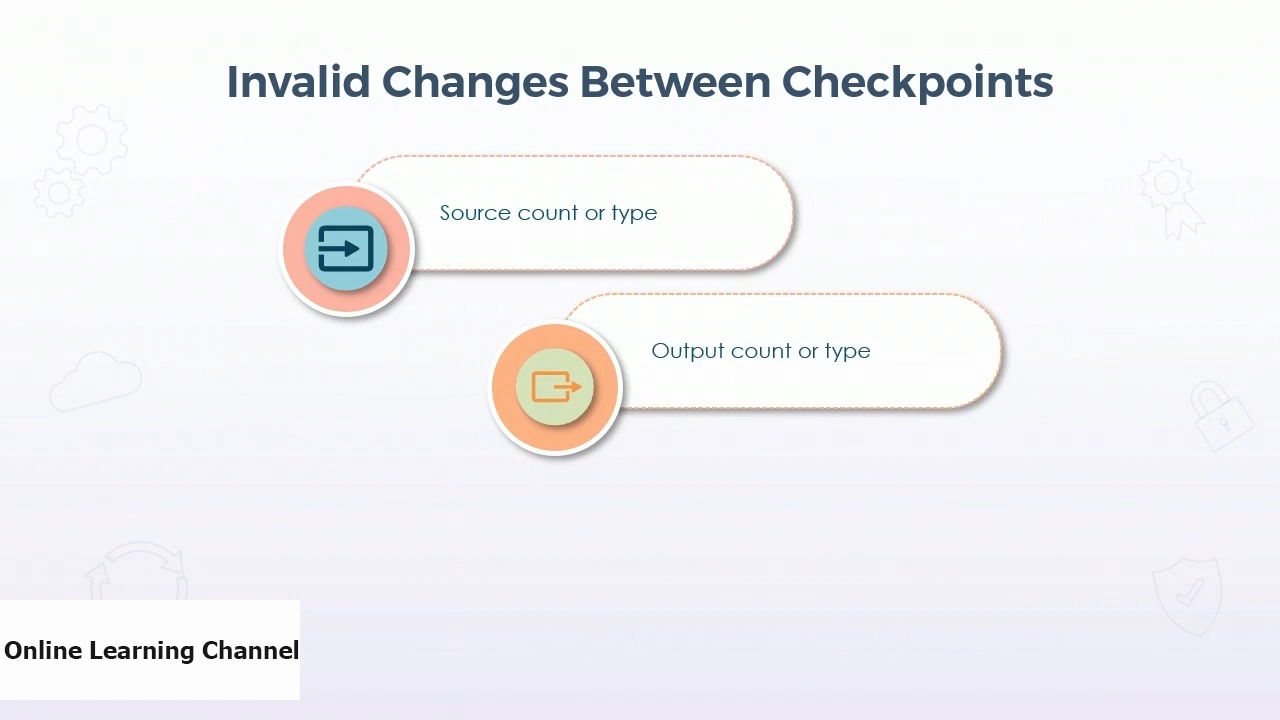 Invalid Changes Between Checkpoints
Source count or type
Output count or type
Online Learning Channel